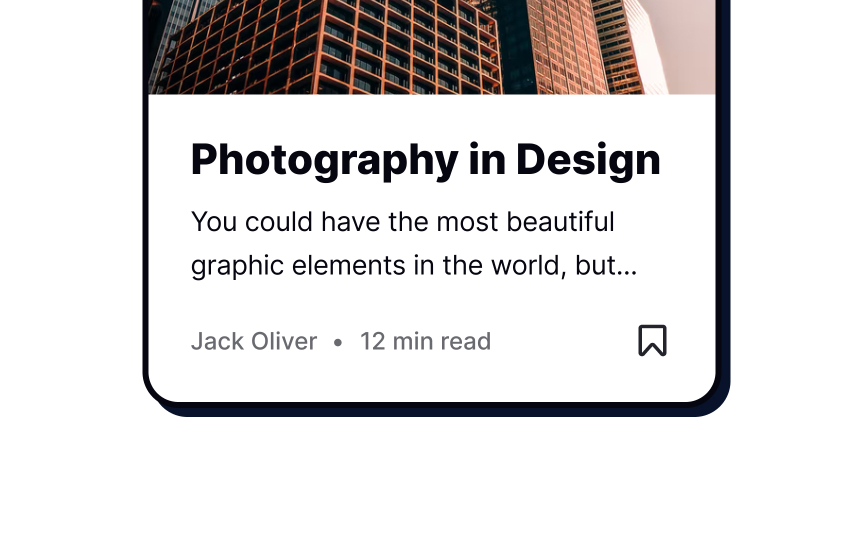 Photography in Design
You could have the most beautiful
graphic elements in the world, but...
Jack Oliver • 12 min read